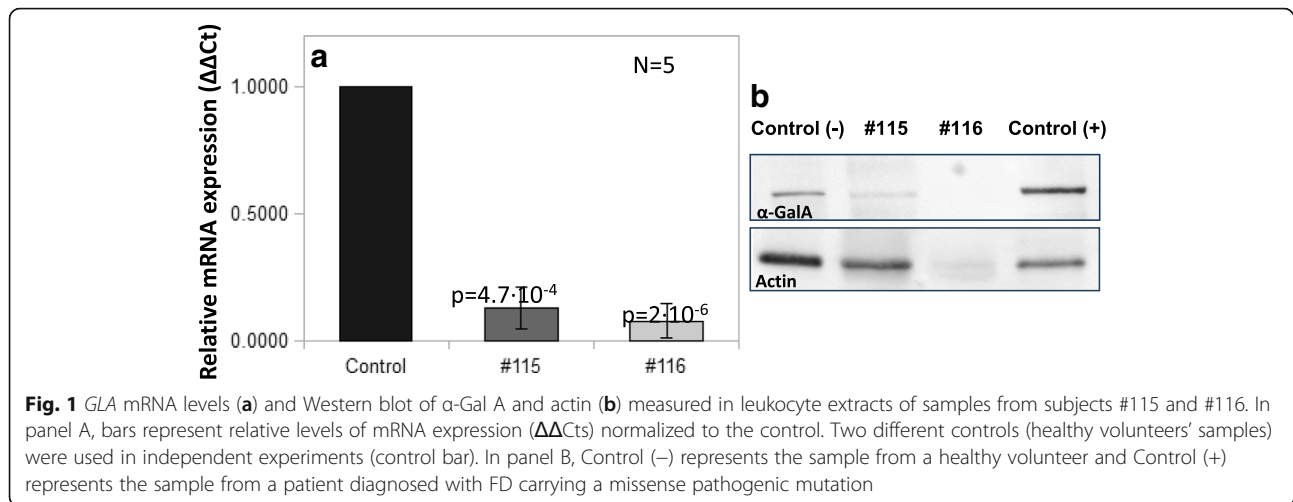 a
N=5
Relative mRNA expression (ΔΔCt)
1.0000
0.5000
0.0000
p=4.7·10-4
p=2·10-6
Control #115 #116
b
Control (-) #115 #116 Control (+)
α-GalA
Actin
Fig. 1 GLA mRNA levels (a) and Western blot of α-Gal A and actin (b) measured in leukocyte extracts of samples from subjects #115 and #116. In
panel A, bars represent relative levels of mRNA expression (ΔΔCts) normalized to the control. Two different controls (healthy volunteers’ samples)
were used in independent experiments (control bar). In panel B, Control (−) represents the sample from a healthy volunteer and Control (+)
represents the sample from a patient diagnosed with FD carrying a missense pathogenic mutation